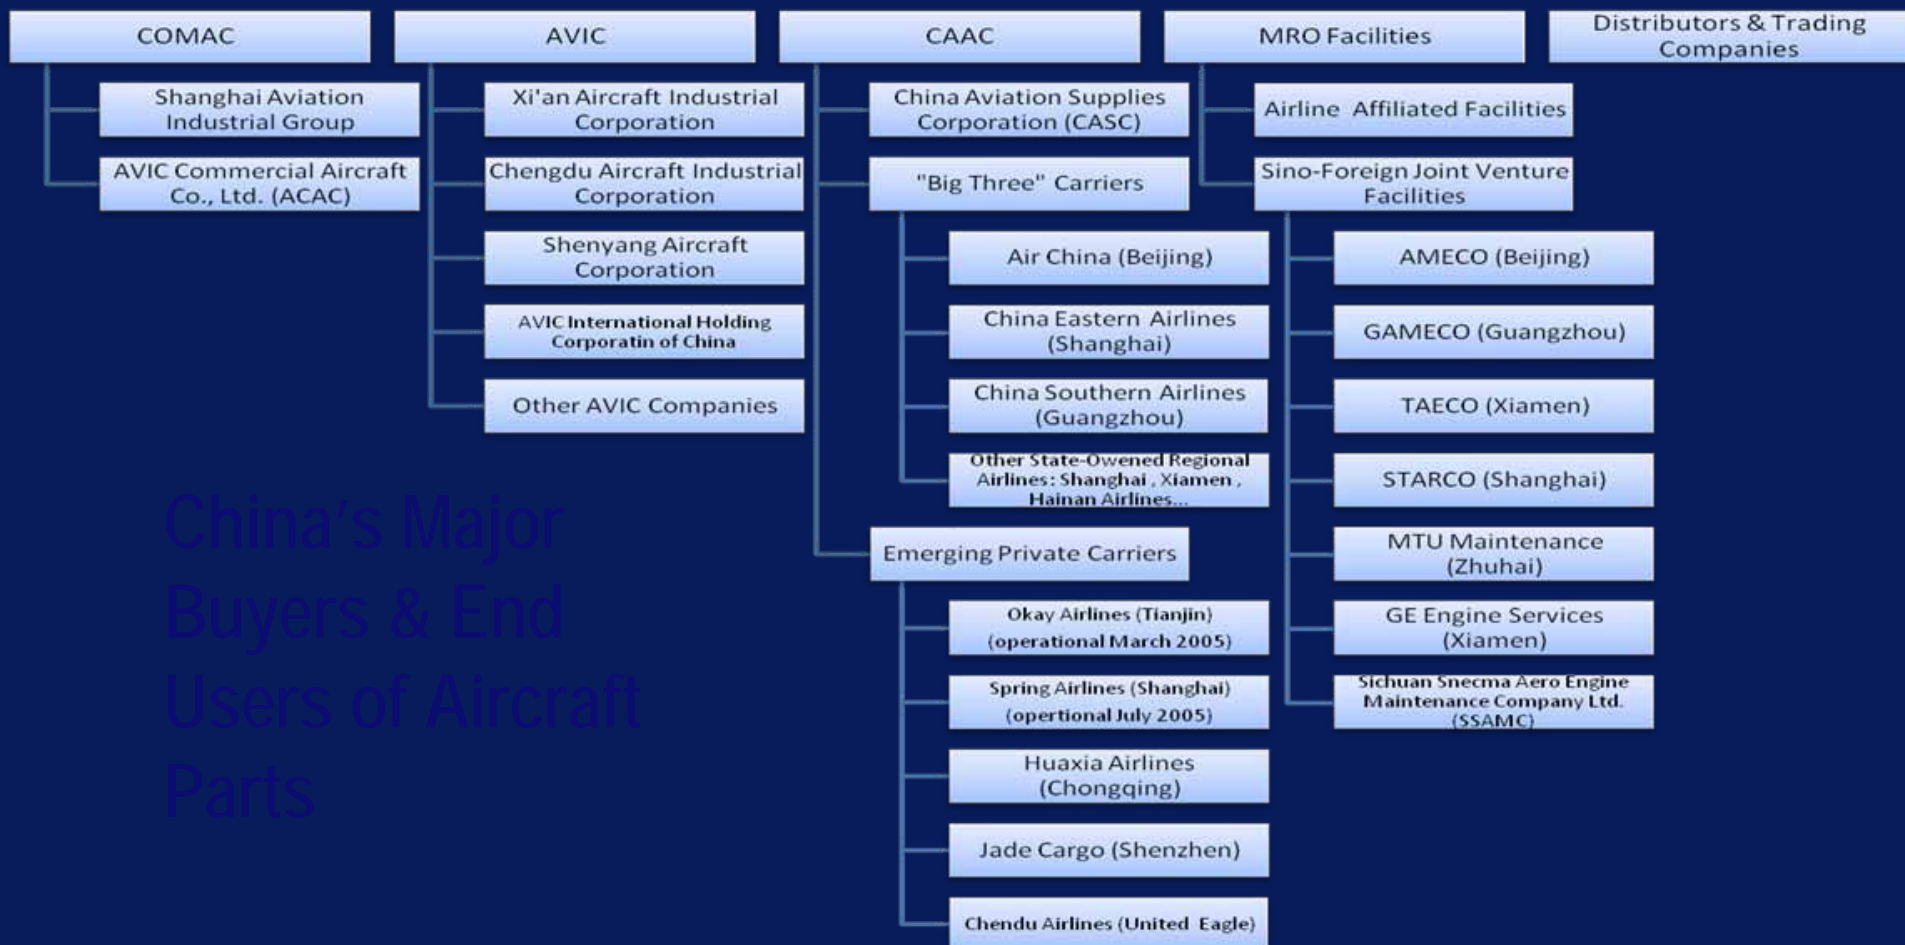 COMAC
Shanghai Aviation
Industrial Group
AVIC Commercial Aircraft
Co., Ltd. (ACAC)
AVIC
Xi'an Aircraft Industrial
Corporation
Chengdu Aircraft Industrial
Corporation
Shenyang Aircraft
Corporation
AVIC International Holding
Corporatin of China
Other AVIC Companies
CAAC
China Aviation Supplies
Corporation (CASC)
"Big Three" Carriers
Air China (Beijing)
China Eastern Airlines
(Shanghai)
China Southern Airlines
(Guangzhou)
Other State-Owened Regional
Airlines: Shanghai , Xiamen ,
Hainan Airlines...
Emerging Private Carriers
Okay Airlines (Tianjin)
(operational March 2005)
Spring Airlines (Shanghai)
(opertional July 2005)
Huaxia Airlines
(Chongqing)
Jade Cargo (Shenzhen)
Chendu Airlines (United Eagle)
MRO Facilities
Airline Affiliated Facilities
Sino-Foreign Joint Venture
Facilities
AMECO (Beijing)
GAMECO (Guangzhou)
TAECO (Xiamen)
STARCO (Shanghai)
MTU Maintenance
(Zhuhai)
GE Engine Services
(Xiamen)
Sichuan Snecma Aero Engine
Maintenance Company Ltd.
(SSAMC)
Distributors & Trading
Companies
China's Major
Buyers & End
Users of Aircraft
Parts